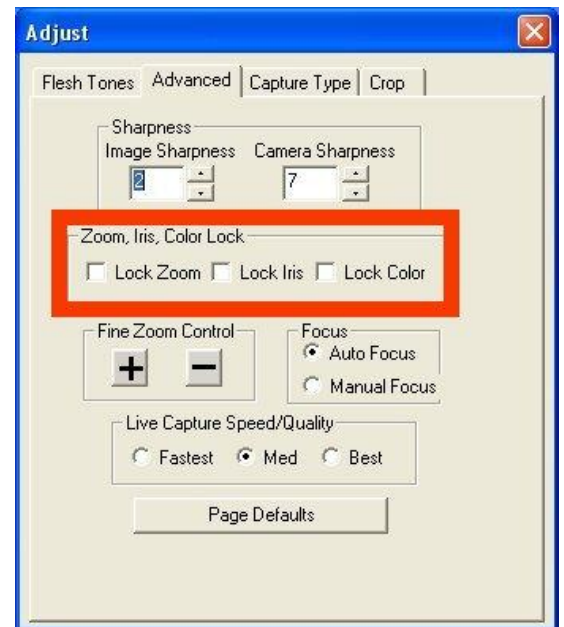 Adjust
Flesh Tones Advanced Capture Type Crop
Sharpness
Image Sharpness Camera Sharpness
2 7
Zoom, Iris, Color Lock
Lock Zoom Lock Iris Lock Color
Fine Zoom Control Focus
+ − Auto Focus
Manual Focus
Live Capture Speed/Quality
Fastest Med Best
Page Defaults